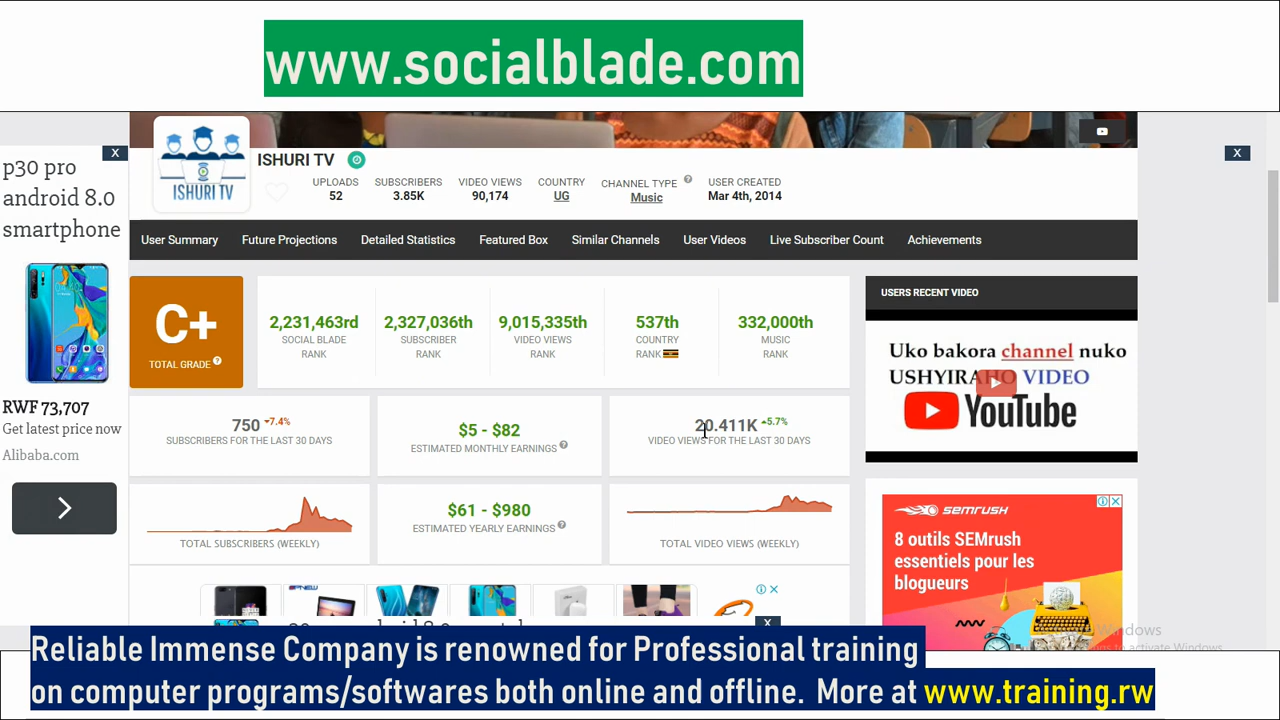 www.socialblade.com
p30 pro
android 8.0
smartphone
RWF 73,707
Get latest price now
Alibaba.com
X
X
ISHURI TV
ISHURI TV
UPLOADS
52
SUBSCRIBERS
3.85K
VIDEO VIEWS
90,174
COUNTRY
UG
CHANNEL TYPE
Music
USER CREATED
Mar 4th, 2014
User Summary Future Projections Detailed Statistics Featured Box Similar Channels User Videos Live Subscriber Count Achievements
C+
TOTAL GRADE
2,231,463rd
SOCIAL BLADE
RANK
2,327,036th
SUBSCRIBER
RANK
9,015,335th
VIDEO VIEWS
RANK
537th
COUNTRY
RANK
332,000th
MUSIC
RANK
750 -7.4%
SUBSCRIBERS FOR THE LAST 30 DAYS
$5 - $82
ESTIMATED MONTHLY EARNINGS
20.411K 5.7%
VIDEO VIEWS FOR THE LAST 30 DAYS
TOTAL SUBSCRIBERS (WEEKLY)
$61 - $980
ESTIMATED YEARLY EARNINGS
TOTAL VIDEO VIEWS (WEEKLY)
USERS RECENT VIDEO
Uko bakora channel nuko
USHYIRAHO VIDEO
YouTube
SEMRUSH
8 outils SEMrush
essentiels pour les
blogueurs
X
Reliable Immense Company is renowned for Professional training
on computer programs/softwares both online and offline. More at www.training.rw